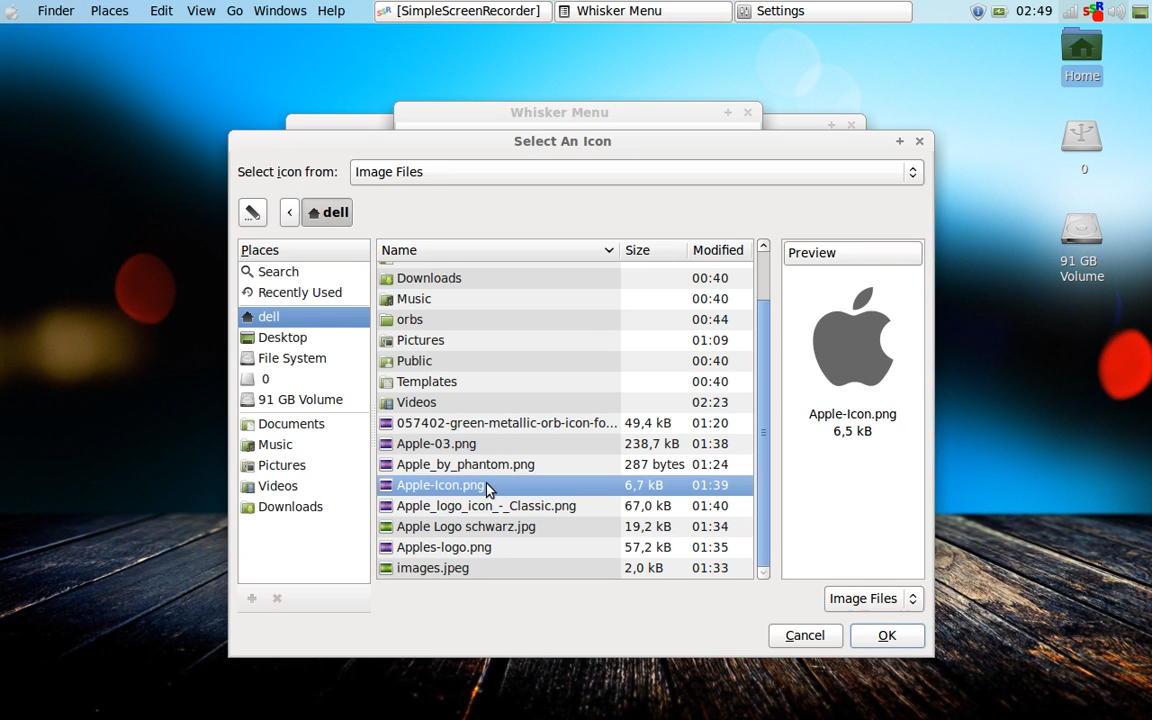 Finder Places Edit View Go Windows Help [SimpleScreenRecorder] Whisker Menu Settings 02:49
Home
0
91 GB
Volume
Whisker Menu
Select An Icon
Select icon from: Image Files
dell
Places
Search
Recently Used
dell
Desktop
File System
0
91 GB Volume
Documents
Music
Pictures
Videos
Downloads
Name Size Modified
Downloads 00:40
Music 00:40
orbs 00:44
Pictures 01:09
Public 00:40
Templates 00:40
Videos 02:23
057402-green-metallic-orb-icon-fo... 49,4 kB 01:20
Apple-03.png 238,7 kB 01:38
Apple_by_phantom.png 287 bytes 01:24
Apple-Icon.png 6,7 kB 01:39
Apple_logo_icon_-_Classic.png 67,0 kB 01:40
Apple Logo schwarz.jpg 19,2 kB 01:34
Apples-logo.png 57,2 kB 01:35
images.jpeg 2,0 kB 01:33
Preview
Apple-Icon.png
6,5 kB
Image Files
Cancel OK